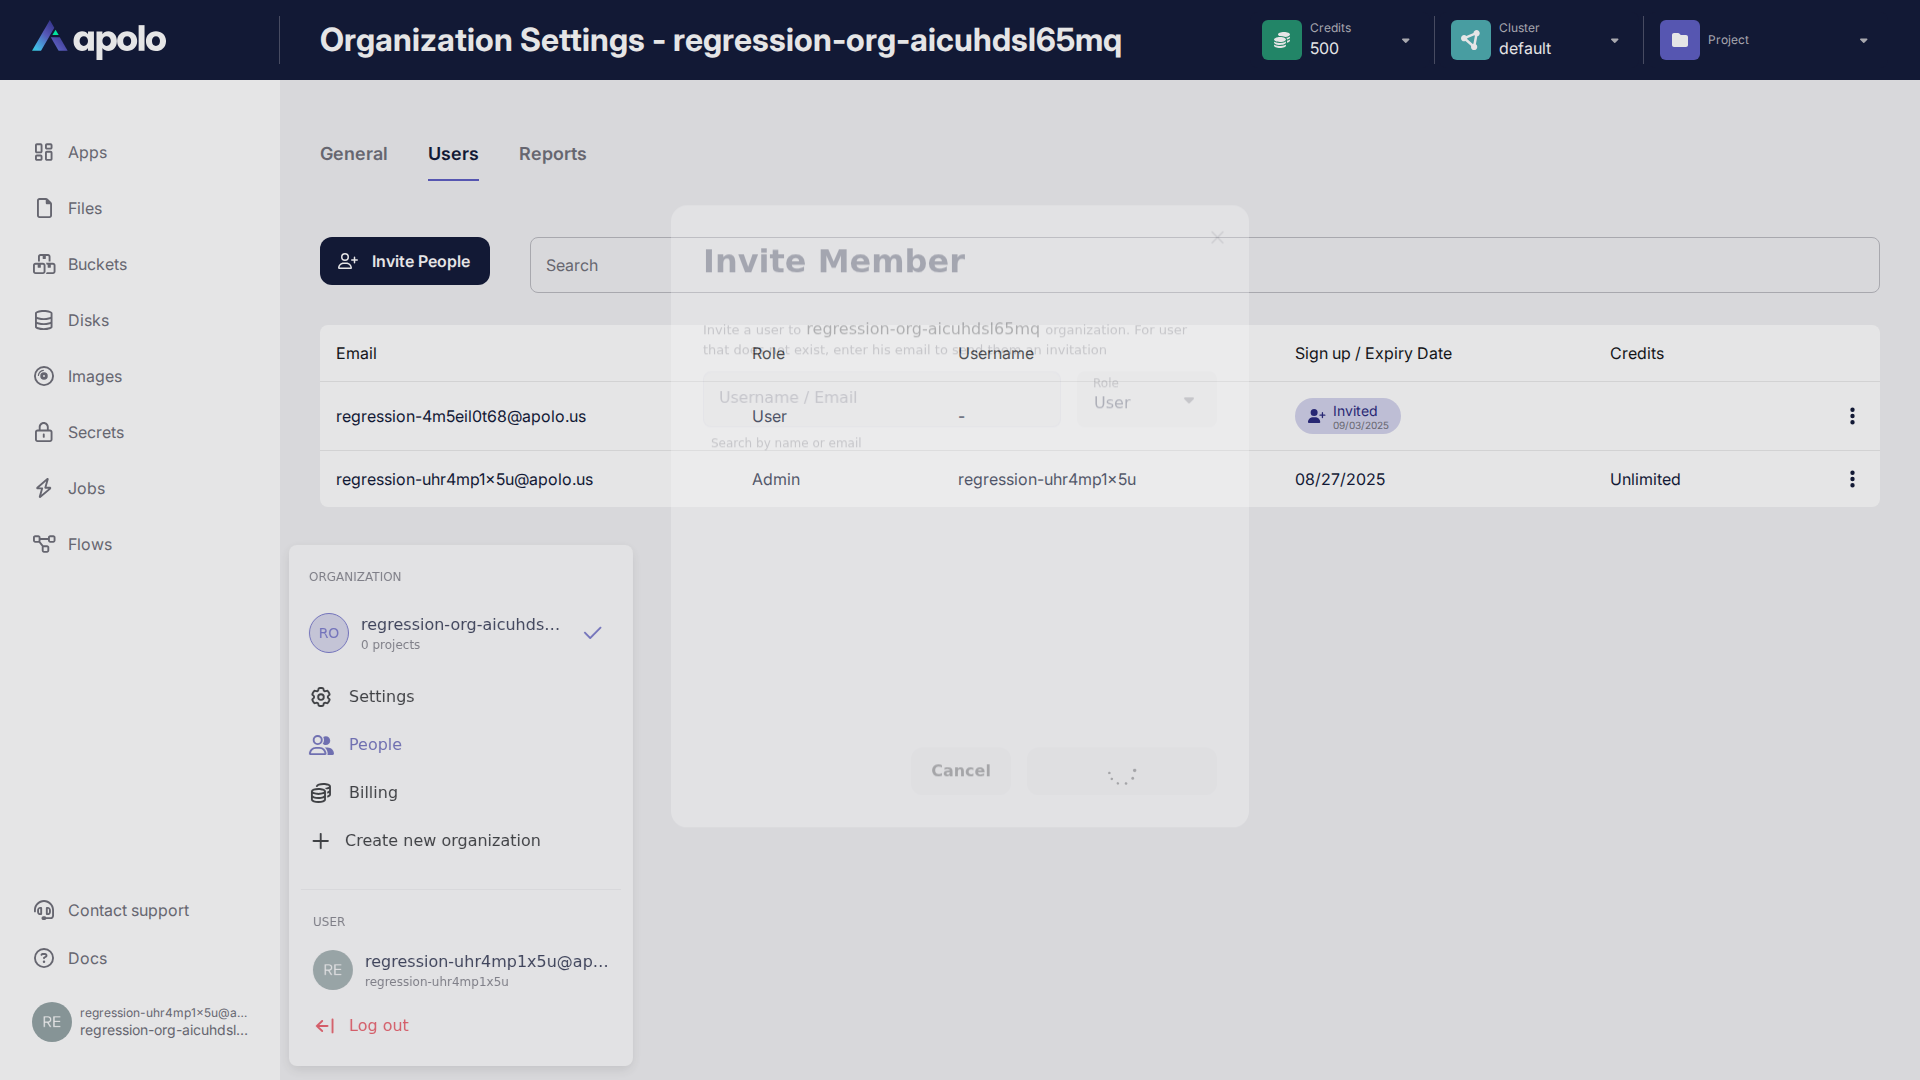 apolo
Organization Settings - regression-org-aicuhdsl65mq
Credits
500
Cluster
default
Project
Apps
Files
Buckets
Disks
Images
Secrets
Jobs
Flows
Contact support
Docs
RE
regression-uhr4mp1x5u@a...
regression-org-aicuhdsl...
General
Users
Reports
Invite People
Search
Email
Role
Username
Sign up / Expiry Date
Credits
regression-4m5eil0t68@apolo.us
User
-
Invited
09/03/2025
regression-uhr4mp1x5u@apolo.us
Admin
regression-uhr4mp1x5u
08/27/2025
Unlimited
Invite Member
Invite a user to regression-org-aicuhdsl65mq organization. For user
that does not exist, enter his email to send them an invitation
Username / Email
Role
User
Search by name or email
Cancel
ORGANIZATION
RO
regression-org-aicuhds...
0 projects
Settings
People
Billing
Create new organization
USER
RE
regression-uhr4mp1x5u@ap...
regression-uhr4mp1x5u
Log out